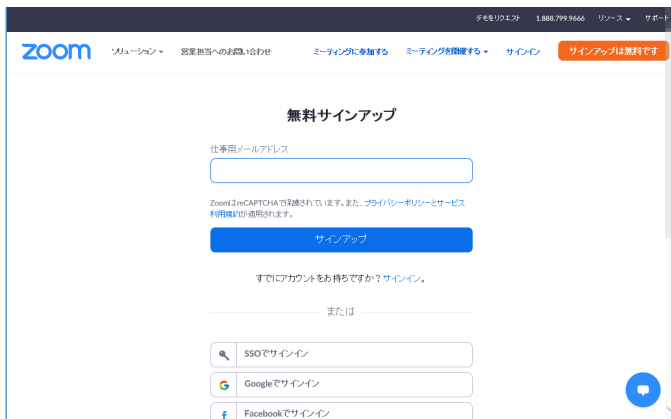 デモをリクエスト 1.888.799.9666 リソース サポート
zoom ソリューション 営業担当へのお問い合わせ ミーティングに参加する ミーティングを開催する サインイン サインアップは無料です
無料サインアップ
仕事用メールアドレス
ZoomはreCAPTCHAで保護されています。また、プライバシーポリシーとサービス
利用規約が適用されます。
サインアップ
すでにアカウントをお持ちですか？サインイン。
または
SSOでサインイン
G Googleでサインイン
f Facebookでサインイン